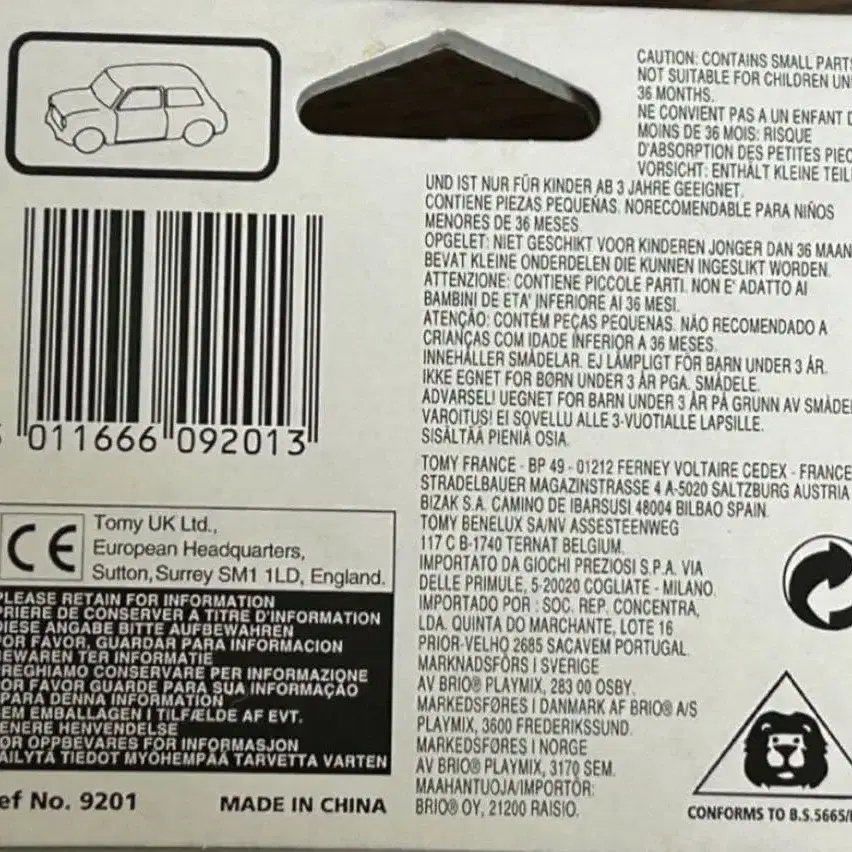 CAUTION: CONTAINS SMALL PARTS
NOT SUITABLE FOR CHILDREN UN
36 MONTHS.
NE CONVIENT PAS A UN ENFANT D
MOINS DE 36 MOIS: RISQUE
D'ABSORPTION DES PETITES PIEC
VORSICHT: ENTHÄLT KLEINE TEIL
UND IST NUR FÜR KINDER AB 3 JAHRE GEEIGNET.
CONTIENE PIEZAS PEQUEÑAS. NORECOMENDABLE PARA NIÑOS
MENORES DE 36 MESES
OPGELET: NIET GESCHIKT VOOR KINDEREN JONGER DAN 36 MAAN
BEVAT KLEINE ONDERDELEN DIE KUNNEN INGESLIKT WORDEN.
ATTENZIONE: CONTIENE PICCOLE PARTI. NON E' ADATTO AI
BAMBINI DE ETA' INFERIORE AI 36 MESI.
ATENÇÃO: CONTÉM PEÇAS PEQUENAS. NÃO RECOMENDADO A
CRIANÇAS COM IDADE INFERIOR A 36 MESES.
INNEHÅLLER SMÅDELAR. EJ LÄMPLIGT FÖR BARN UNDER 3 ÅR.
IKKE EGNET FOR BØRN UNDER 3 ÅR PGA. SMÅDELE.
ADVARSEL! UEGNET FOR BARN UNDER 3 ÅR PÅ GRUNN AV SMÅDEL
VAROITUS! EI SOVELLU ALLE 3-VUOTIALLE LAPSILLE.
SISÄLTÄÄ PIENIÄ OSIA.
011666 092013
TOMY FRANCE - BP 49 - 01212 FERNEY VOLTAIRE CEDEX - FRANCE
STRADELBAUER MAGAZINSTRASSE 4 A-5020 SALTZBURG AUSTRIA
BIZAK S.A. CAMINO DE IBARSUSI 48004 BILBAO SPAIN.
TOMY BENELUX SA/NV ASSESTEENWEG
117 C B-1740 TERNAT BELGIUM.
IMPORTATO DA GIOCHI PREZIOSI S.P.A. VIA
DELLE PRIMULE, 5-20020 COGLIATE - MILANO.
IMPORTADO POR : SOC. REP. CONCENTRA,
LDA. QUINTA DO MARCHANTE, LOTE 16
PRIOR-VELHO 2685 SACAVEM PORTUGAL.
MARKNADSFÖRS I SVERIGE
AV BRIO® PLAYMIX, 283 00 OSBY.
MARKEDSFØRES I DANMARK AF BRIO® A/S
PLAYMIX, 3600 FREDERIKSSUND.
MARKEDSFØRES I NORGE
AV BRIO® PLAYMIX, 3170 SEM.
MAAHANTUOJA/IMPORTÖR:
BRIO® OY, 21200 RAISIO.
CE
Tomy UK Ltd.,
European Headquarters,
Sutton, Surrey SM1 1LD, England.
PLEASE RETAIN FOR INFORMATION
PRIERE DE CONSERVER A TITRE D'INFORMATION
DIESE ANGABE BITTE AUFBEWAHREN
POR FAVOR, GUARDAR PARA INFORMACION
BEWAREN TER INFORMATIE
PREGHIAMO CONSERVARE PER INFORMAZIONE
POR FAVOR GUARDE PARA SUA INFORMAÇÃO
PARA DENNA INFORMATION
GEM EMBALLAGEN I TILFÆLDE AF EVT.
SENERE HENVENDELSE
BØR OPPBEVARES FOR INFORMASJON
SÄILYTÄ TIEDOT MYÖHEMPÄÄ TARVETTA VARTEN
ef No. 9201
MADE IN CHINA
CONFORMS TO B.S.5665/